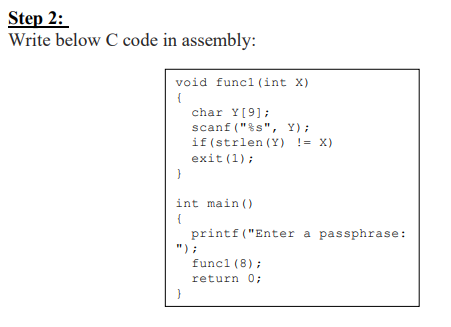 Step 2:
Write below C code in assembly:
void func1(int X)
{
char Y[9];
scanf("%s", Y);
if(strlen(Y) != X)
exit(1);
}
int main()
{
printf("Enter a passphrase:
");
func1(8);
return 0;
}